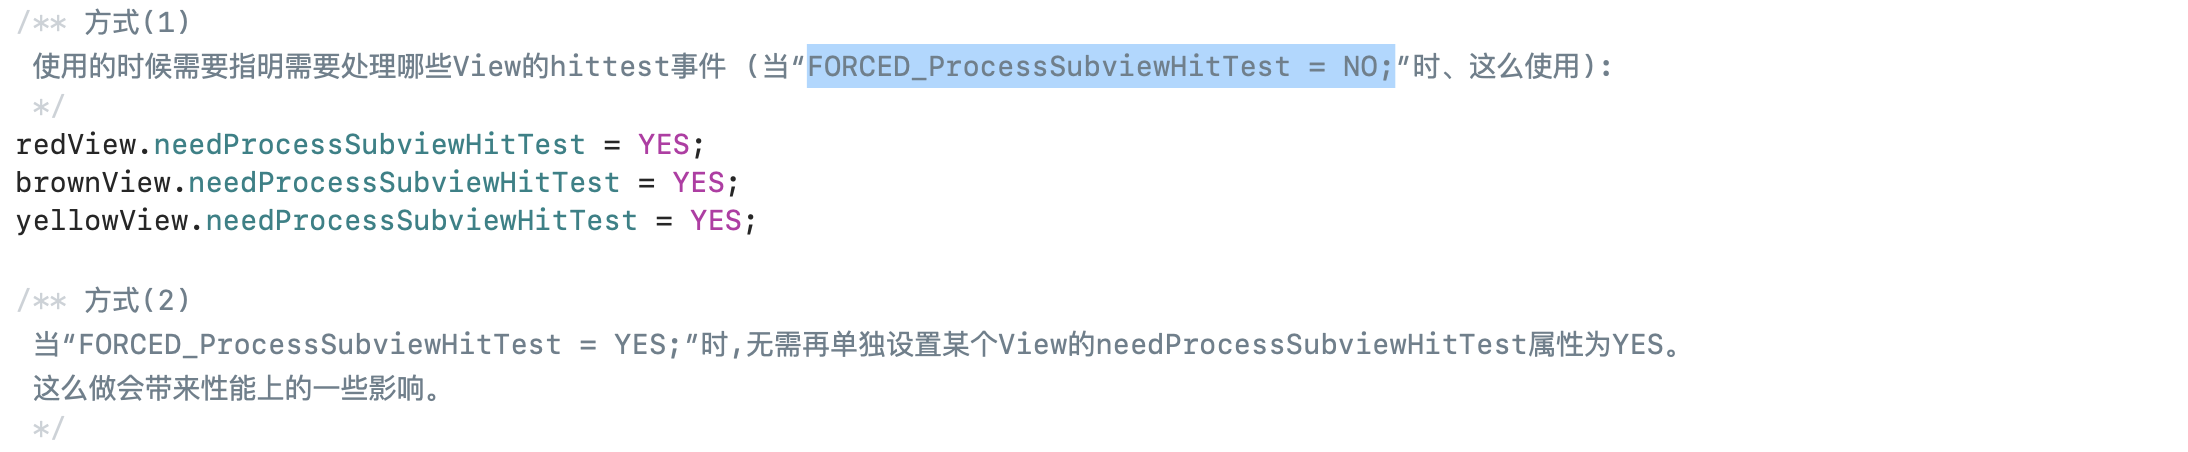 /** 方式(1)
使用的时候需要指明需要处理哪些View的hittest事件 (当“FORCED_ProcessSubviewHitTest = NO;”时、这么使用):
*/
redView.needProcessSubviewHitTest = YES;
brownView.needProcessSubviewHitTest = YES;
yellowView.needProcessSubviewHitTest = YES;
/** 方式(2)
当“FORCED_ProcessSubviewHitTest = YES;”时,无需再单独设置某个View的needProcessSubviewHitTest属性为YES。
这么做会带来性能上的一些影响。
*/